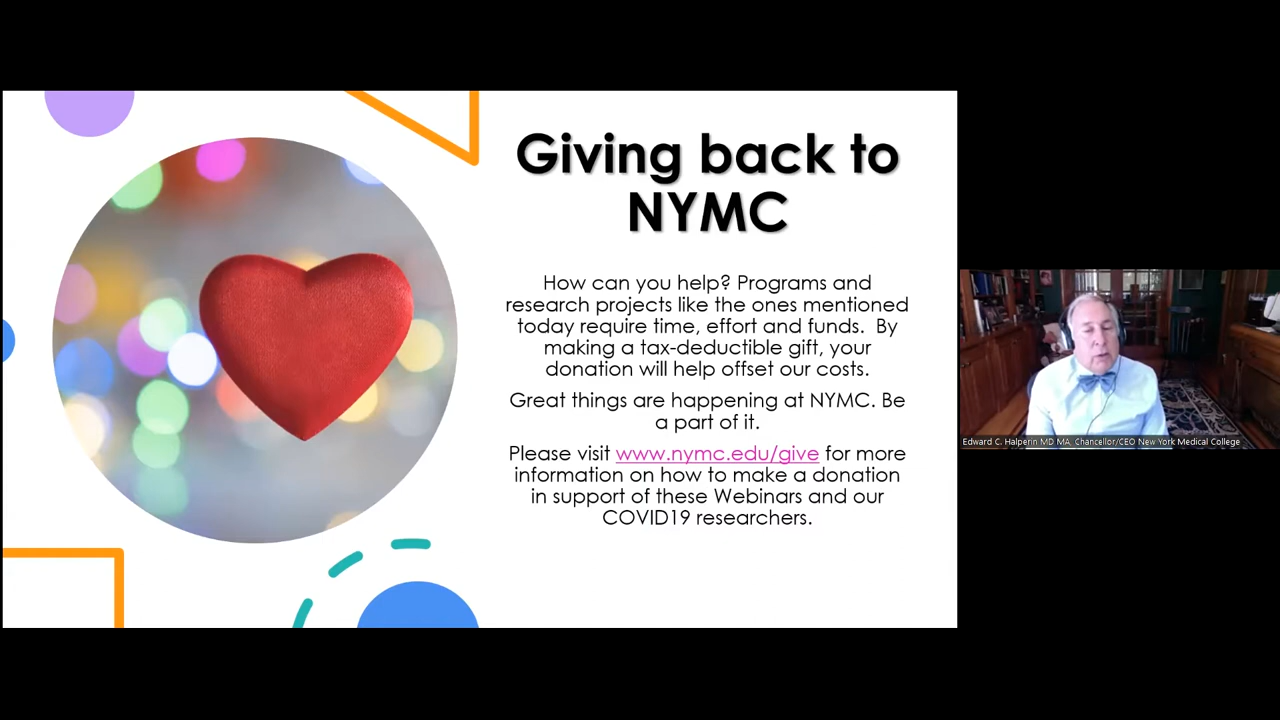 Giving back to
NYMC
How can you help? Programs and
research projects like the ones mentioned
today require time, effort and funds.  By
making a tax-deductible gift, your
donation will help offset our costs.
Great things are happening at NYMC. Be
a part of it.
Please visit www.nymc.edu/give for more
information on how to make a donation
in support of these Webinars and our
COVID19 researchers.
Edward C. Halperin MD MA, Chancellor/CEO New York Medical College